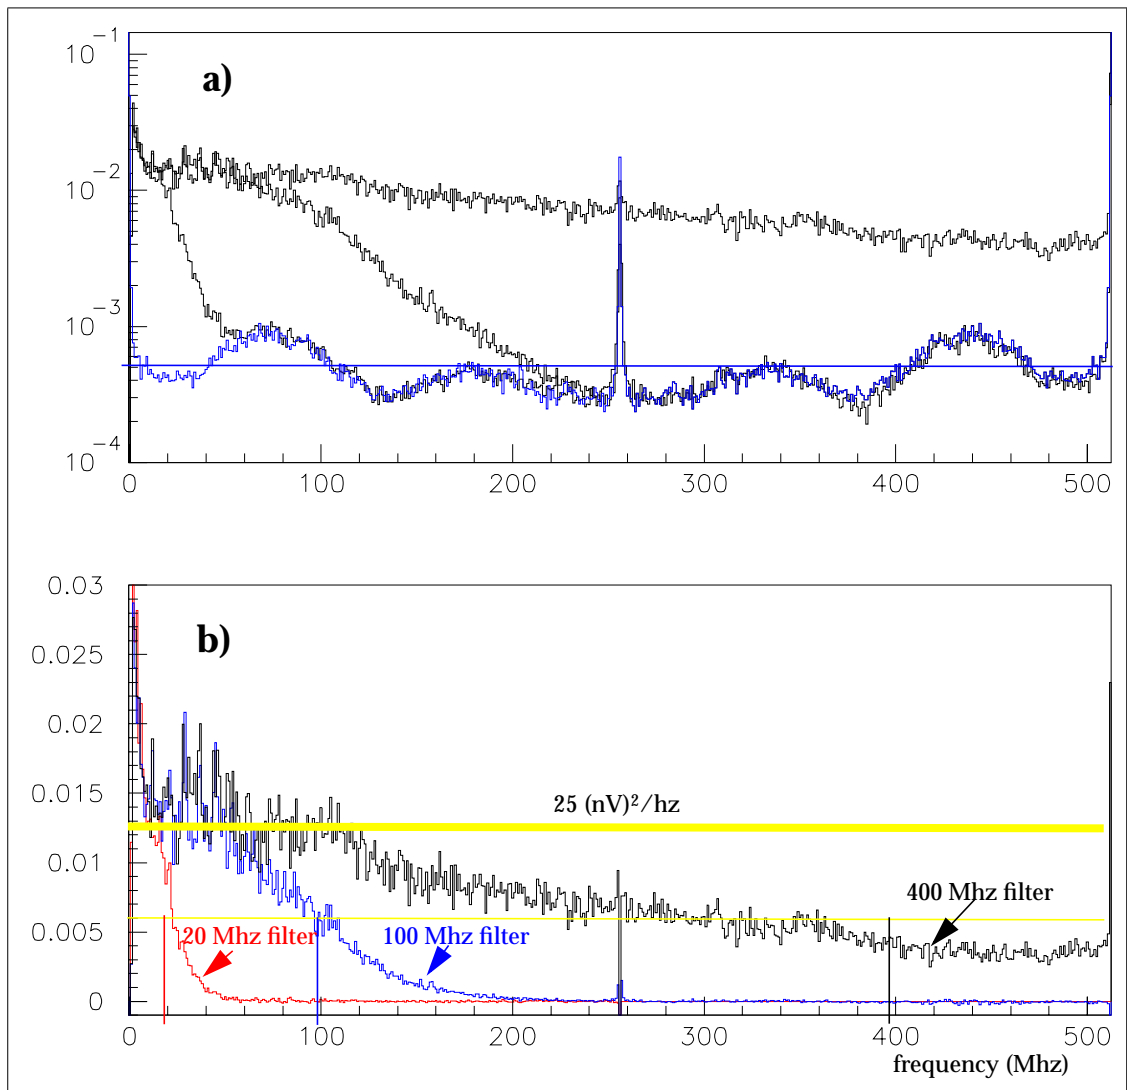 10⁻¹
a)
10⁻²
10⁻³
10⁻⁴
0 100 200 300 400 500
0.03
b)
0.025
0.02
0.015
25 (nV)²/hz
0.01
400 Mhz filter
0.005
20 Mhz filter
100 Mhz filter
0
0 100 200 300 400 500
frequency (Mhz)